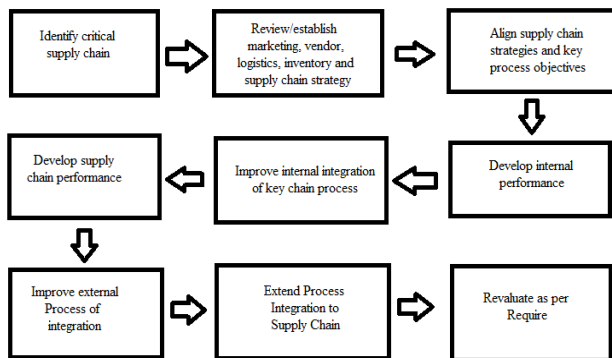 Identify critical
supply chain
Review/establish
marketing, vendor,
logistics, inventory and
supply chain strategy
Align supply chain
strategies and key
process objectives
Develop internal
performance
Improve internal integration
of key chain process
Develop supply
chain performance
Improve external
Process of
integration
Extend Process
Integration to
Supply Chain
Revaluate as per
Require